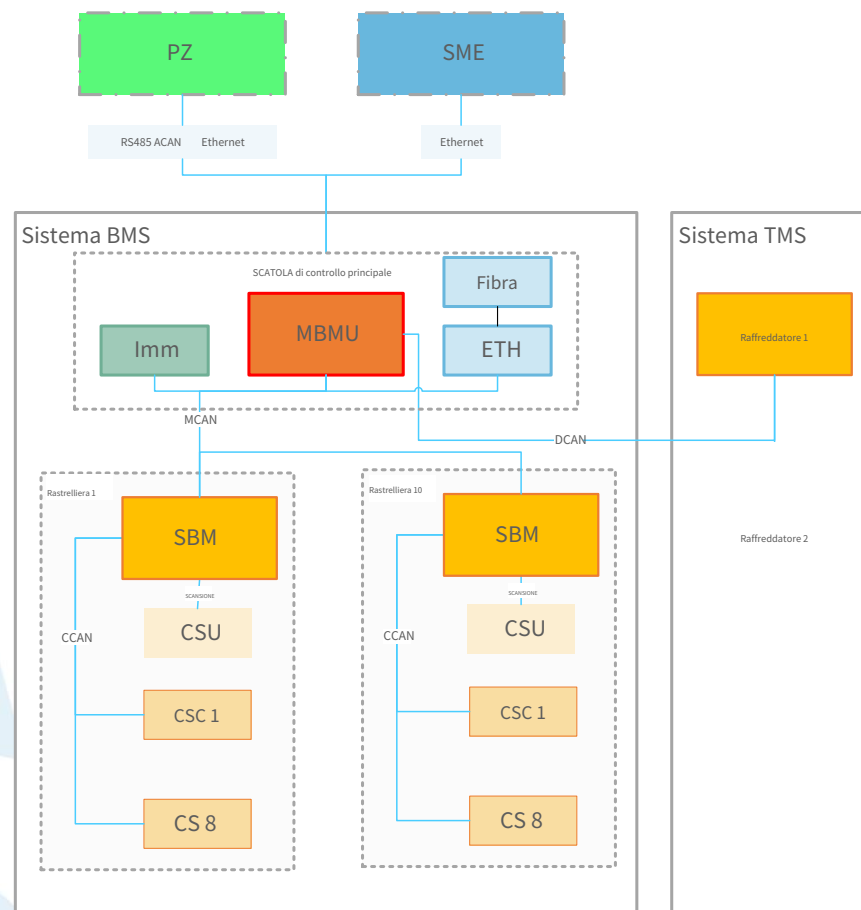 PZ
SME
RS485 ACAN Ethernet
Ethernet
Sistema BMS
Sistema TMS
SCATOLA di controllo principale
Fibra
MBMU
Imm
ETH
Raffreddatore 1
MCAN
DCAN
Rastrelliera 1
Rastrelliera 10
SBM
SBM
Raffreddatore 2
SCANSIONE
SCANSIONE
CSU
CSU
CCAN
CCAN
CSC 1
CSC 1
CS 8
CS 8